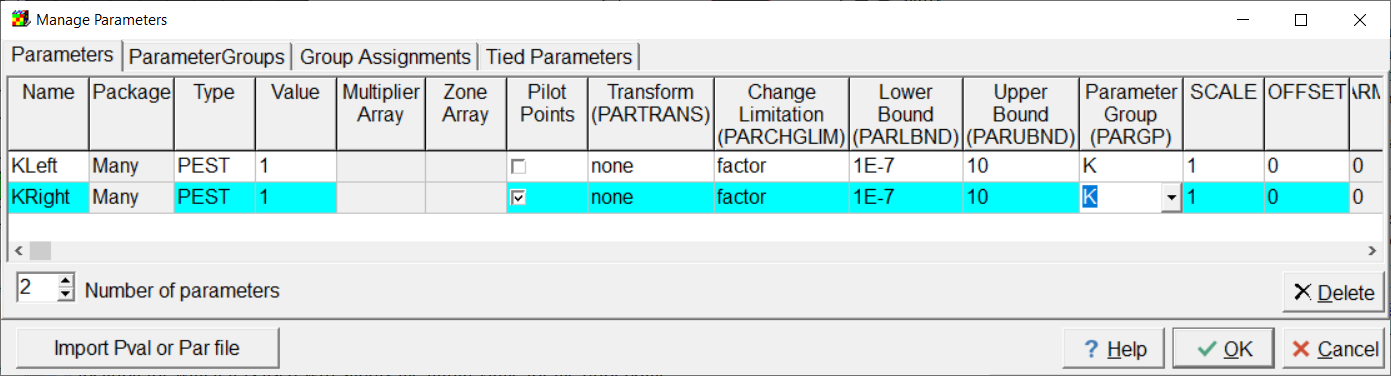 Manage Parameters
Parameters ParameterGroups Group Assignments Tied Parameters
Name Package Type Value Multiplier Array Zone Array Pilot Points Transform (PARTRANS) Change Limitation (PARCHGLIM) Lower Bound (PARLBND) Upper Bound (PARUBND) Parameter Group (PARGP) SCALE OFFSET
KLeft Many PEST 1 none factor 1E-7 10 K 1 0 0
KRight Many PEST 1 none factor 1E-7 10 K 1 0 0
2 Number of parameters
Delete
Import Pval or Par file
? Help OK Cancel